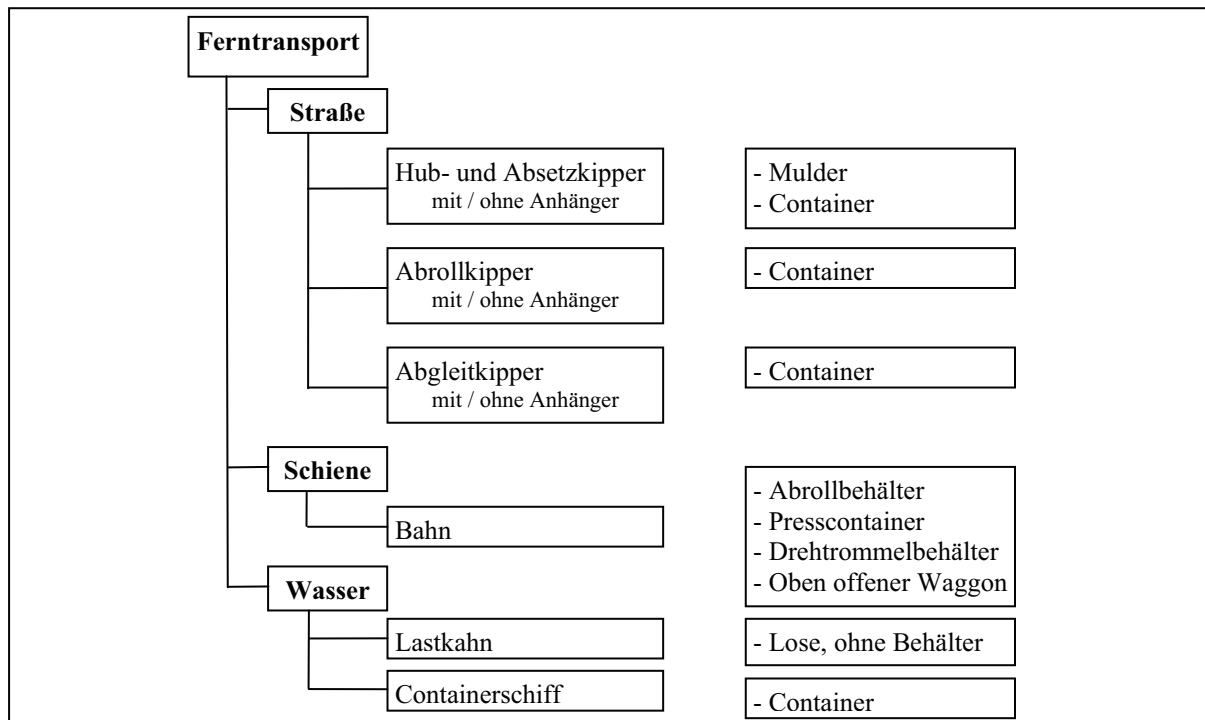 Ferntransport
Straße
Hub- und Absetzkipper
mit / ohne Anhänger
- Mulder
- Container
Abrollkipper
mit / ohne Anhänger
- Container
Abgleitkipper
mit / ohne Anhänger
- Container
Schiene
Bahn
- Abrollbehälter
- Presscontainer
- Drehtrommelbehälter
- Oben offener Waggon
Wasser
Lastkahn
- Lose, ohne Behälter
Containerschiff
- Container